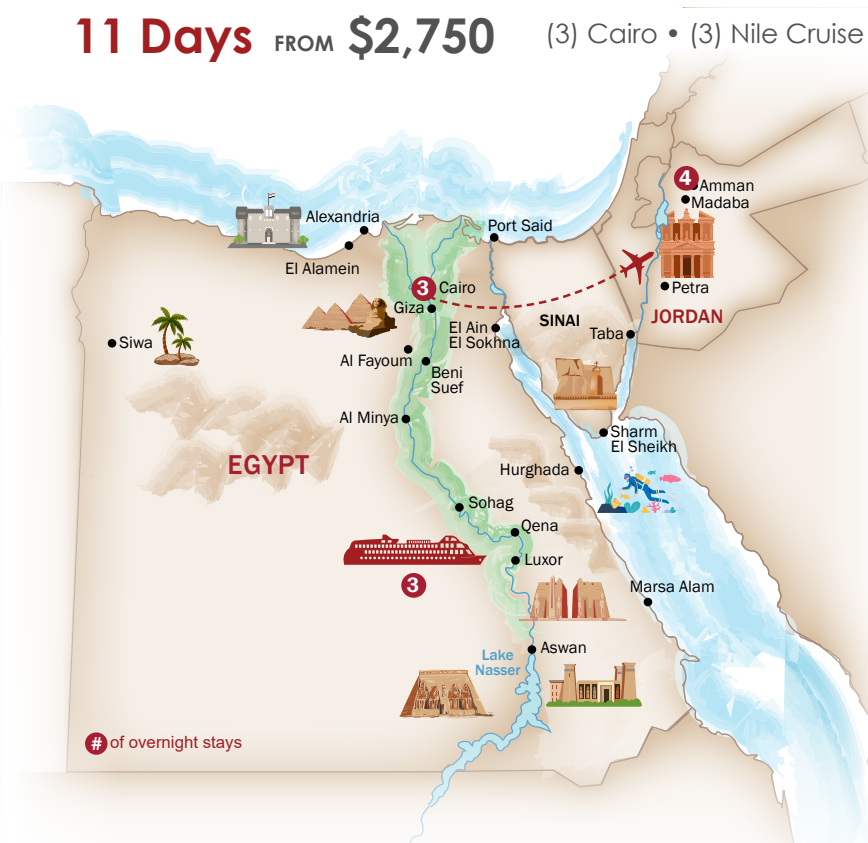 11 Days FROM $2,750 (3) Cairo • (3) Nile Cruise
4
Amman
Madaba
Alexandria
Port Said
El Alamein
3 Cairo
Petra
Giza
SINAI
JORDAN
El Ain
El Sokhna
Taba
Siwa
Al Fayoum
Beni
Suef
Al Minya
Sharm
El Sheikh
EGYPT
Hurghada
Sohag
Qena
Luxor
3
Marsa Alam
Aswan
Lake
Nasser
# of overnight stays